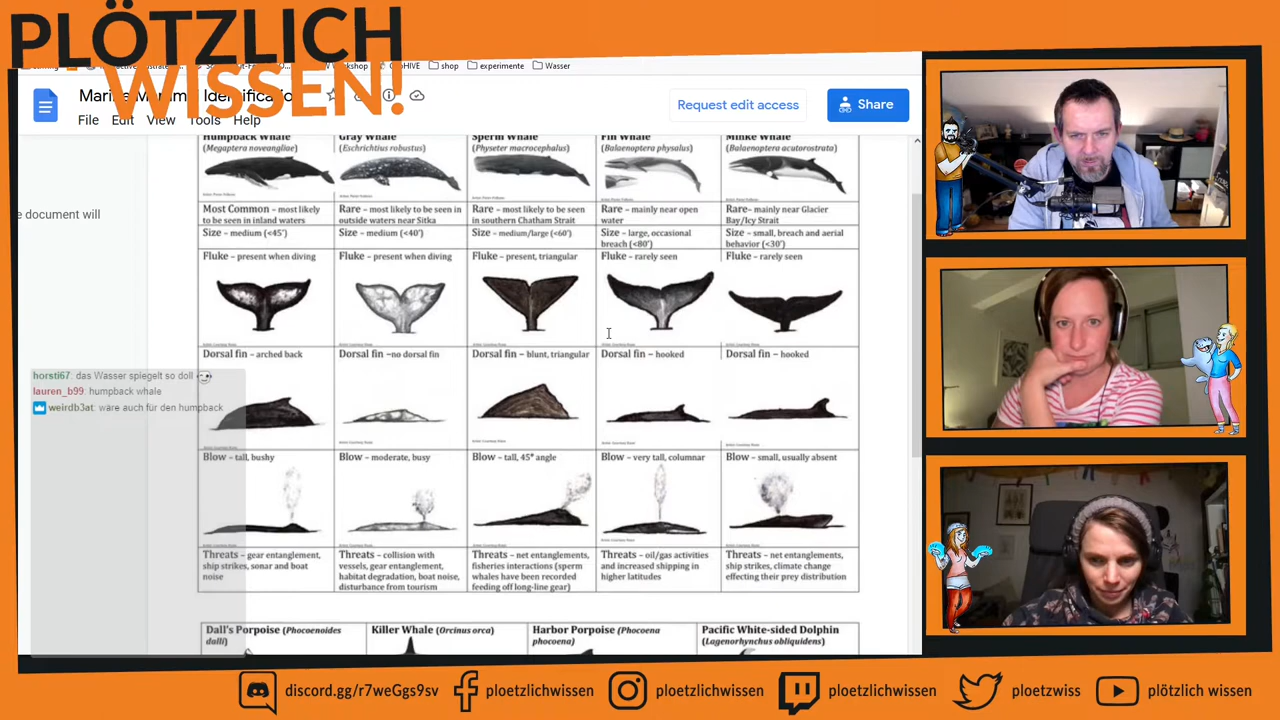 PLÖTZLICH
WISSEN!
shop
experimente
Wasser
File Edit View Tools Help
Request edit access
Share
e document will
Humpback Whale
(Megaptera noveangliae)
Most Common – most likely
to be seen in inland waters
Size – medium (<45')
Fluke – present when diving
Dorsal fin – arched back
Blow – tall, bushy
Threats – gear entanglement,
ship strikes, sonar and boat
noise
Gray Whale
(Eschrichtius robustus)
Rare – most likely to be seen in
outside waters near Sitka
Size – medium (<40')
Fluke – present when diving
Dorsal fin –no dorsal fin
Blow – moderate, busy
Threats – collision with
vessels, gear entanglement,
habitat degradation, boat noise,
disturbance from tourism
Sperm Whale
(Physeter macrocephalus)
Rare – most likely to be seen
in southern Chatham Strait
Size – medium/large (<60')
Fluke – present, triangular
Dorsal fin – blunt, triangular
Blow – tall, 45° angle
Threats – net entanglements,
fisheries interactions (sperm
whales have been recorded
feeding off long-line gear)
Fin Whale
(Balaenoptera physalus)
Rare – mainly near open
water
Size – large, occasional
breach (<80')
Fluke – rarely seen
Dorsal fin – hooked
Blow – very tall, columnar
Threats – oil/gas activities
and increased shipping in
higher latitudes
Minke Whale
(Balaenoptera acutorostrata)
Rare– mainly near Glacier
Bay/Icy Strait
Size – small, breach and aerial
behavior (<30')
Fluke – rarely seen
Dorsal fin – hooked
Blow – small, usually absent
Threats – net entanglements,
ship strikes, climate change
effecting their prey distribution
Dall's Porpoise (Phocoenoides
dalli)
Killer Whale (Orcinus orca)
Harbor Porpoise (Phocoena
phocoena)
Pacific White-sided Dolphin
(Lagenorhynchus obliquidens)
horsti67: das Wasser spiegelt so doll
lauren_b99: humpback whale
weirdb3at: wäre auch für den humpback
discord.gg/r7weGgs9sv
ploetzlichwissen
ploetzlichwissen
ploetzlichwissen
ploetzwiss
plötzlich wissen